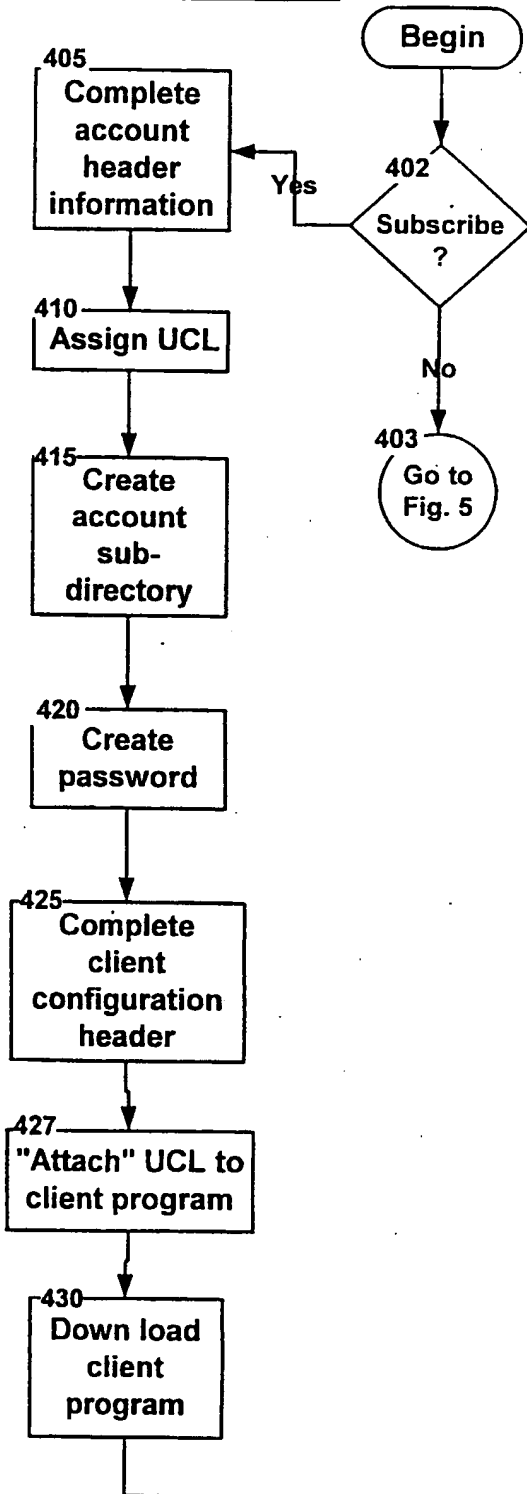 Begin
402
Subscribe
?
Yes
No
403
Go to
Fig. 5
405
Complete
account
header
information
410
Assign UCL
415
Create
account
sub-
directory
420
Create
password
425
Complete
client
configuration
header
427
"Attach" UCL to
client program
430
Down load
client
program